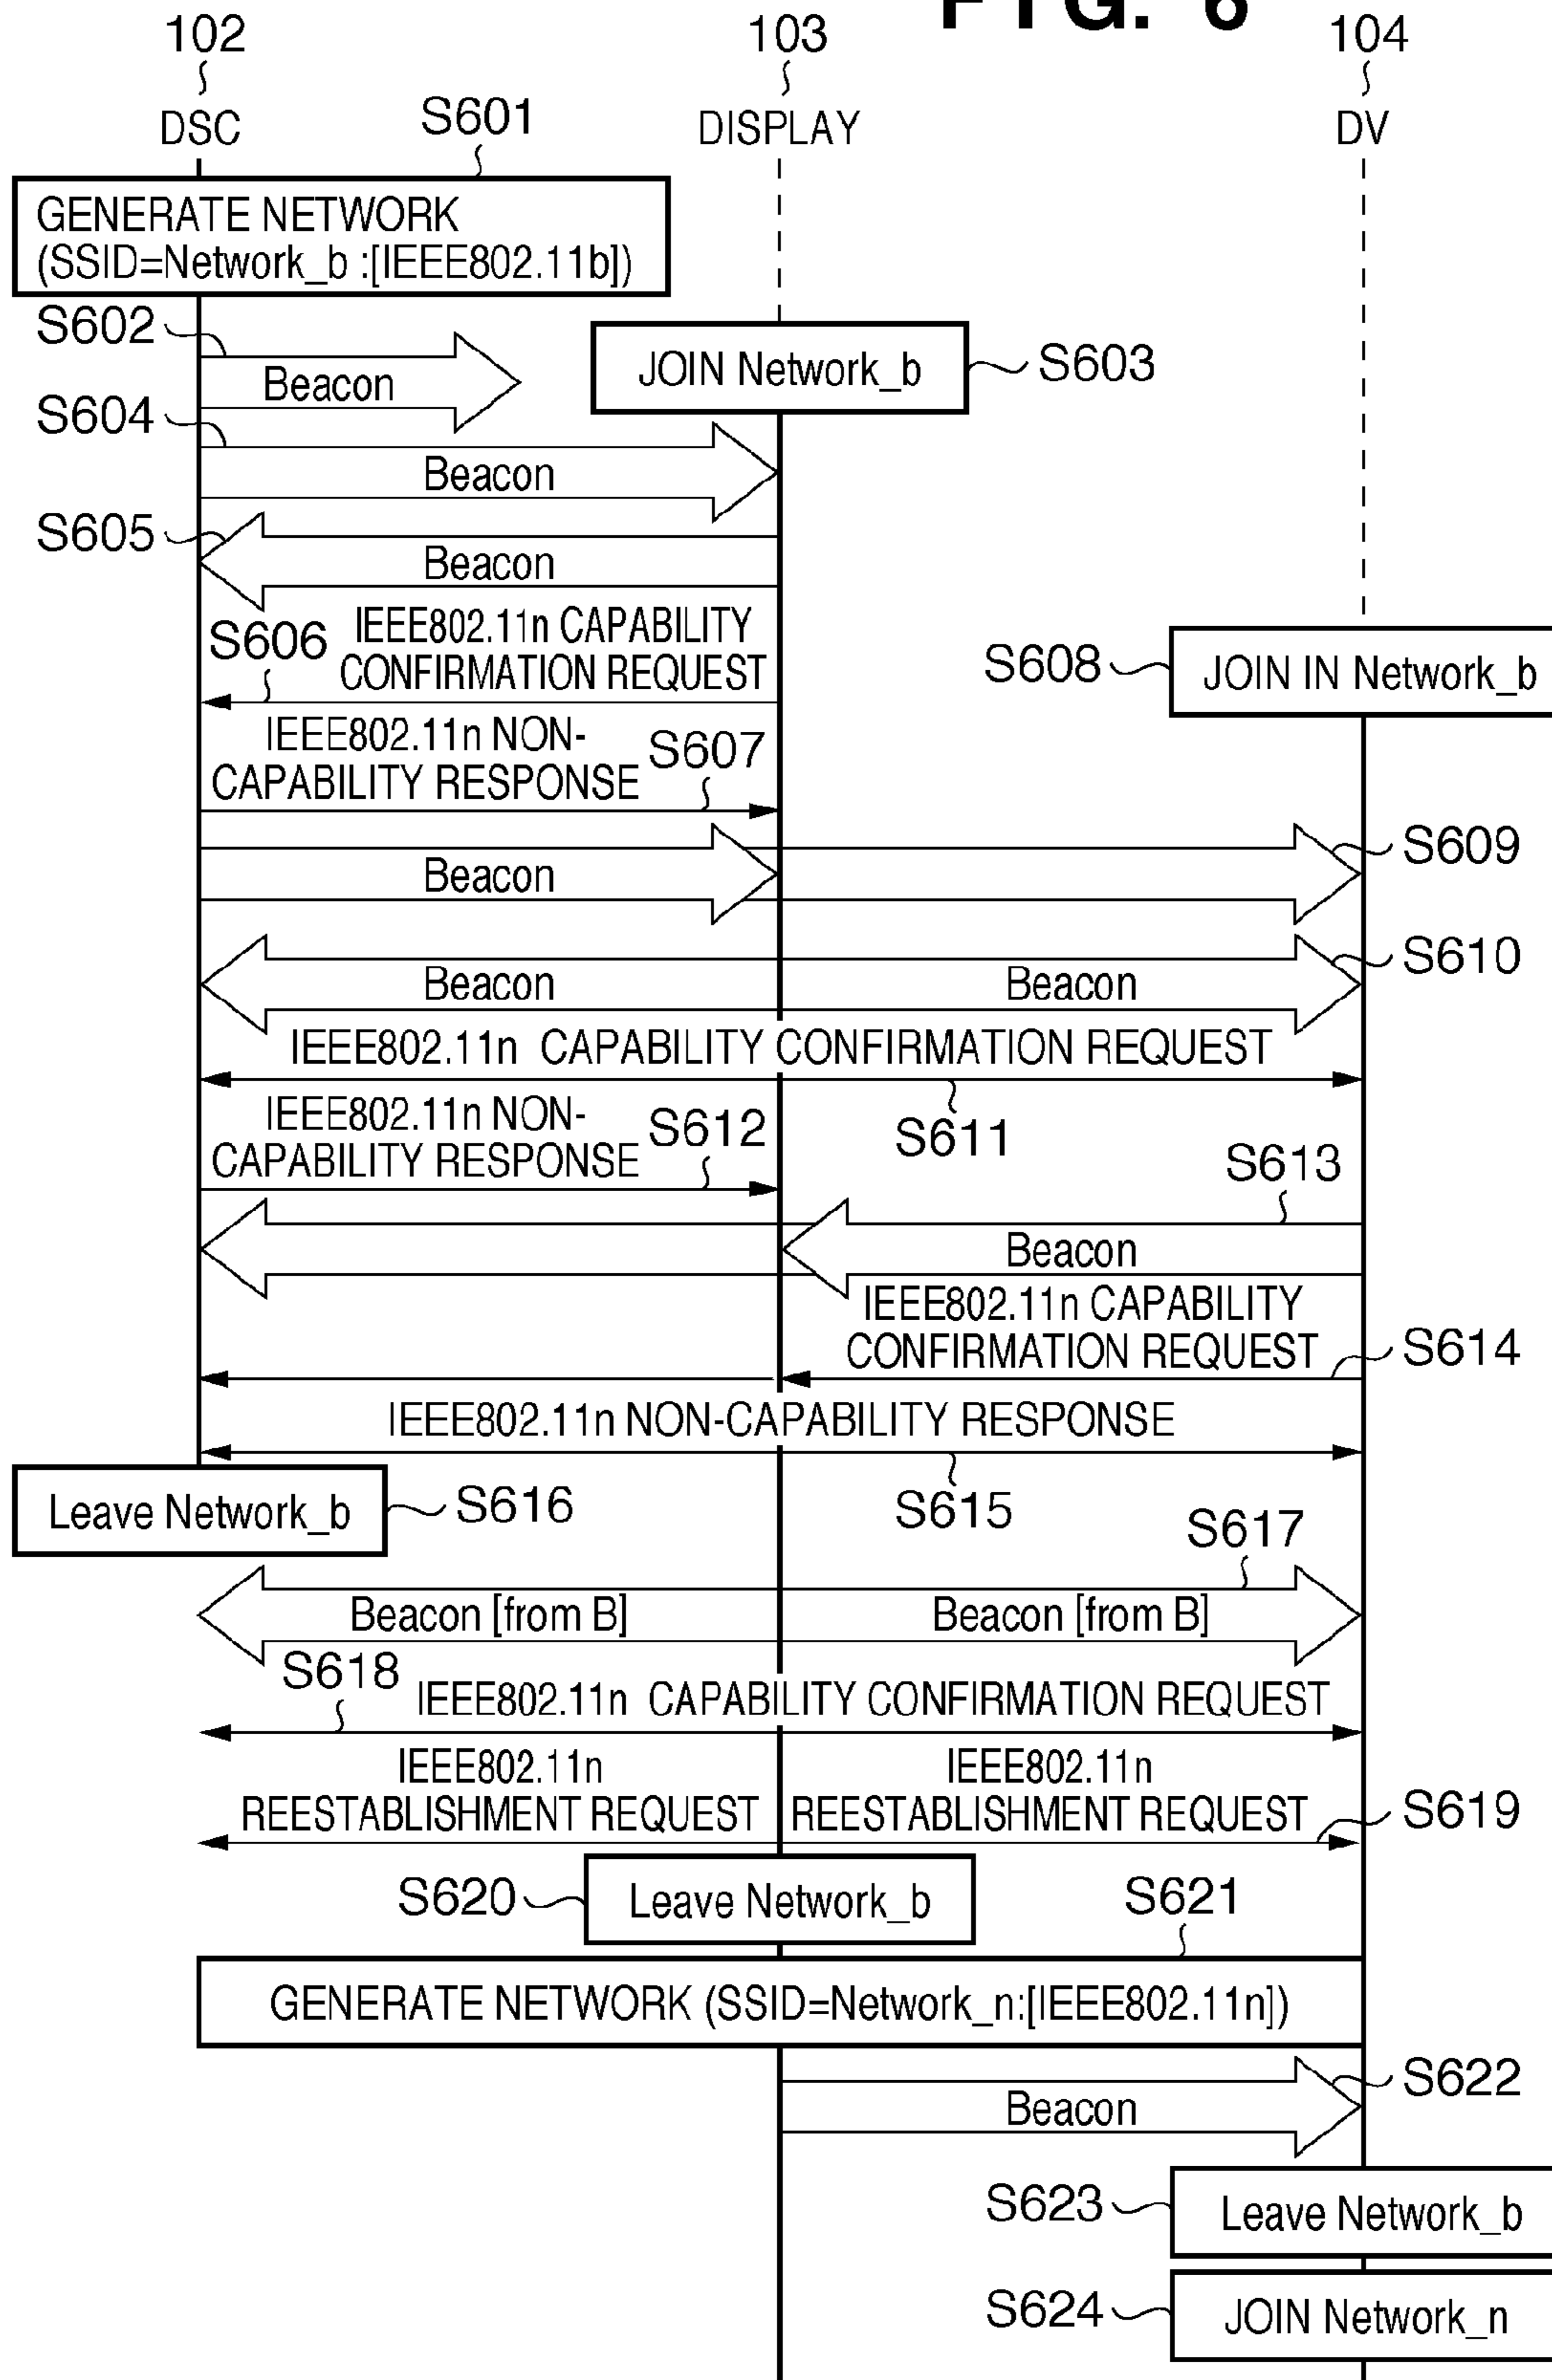 FIG. 6
102
103
104
DSC
S601
DISPLAY
DV
GENERATE NETWORK
(SSID=Network_b :[IEEE802.11b])
S602
Beacon
JOIN Network_b
S603
S604
Beacon
S605
Beacon
S606
IEEE802.11n CAPABILITY
CONFIRMATION REQUEST
S608
JOIN IN Network_b
IEEE802.11n NON-
CAPABILITY RESPONSE
S607
Beacon
S609
Beacon
Beacon
S610
IEEE802.11n CAPABILITY CONFIRMATION REQUEST
S611
IEEE802.11n NON-
CAPABILITY RESPONSE
S612
S613
Beacon
IEEE802.11n CAPABILITY
CONFIRMATION REQUEST
S614
IEEE802.11n NON-CAPABILITY RESPONSE
S615
Leave Network_b
S616
S617
Beacon [from B]
Beacon [from B]
S618
IEEE802.11n CAPABILITY CONFIRMATION REQUEST
IEEE802.11n
REESTABLISHMENT REQUEST
IEEE802.11n
REESTABLISHMENT REQUEST
S619
S620
Leave Network_b
S621
GENERATE NETWORK (SSID=Network_n:[IEEE802.11n])
S622
Beacon
S623
Leave Network_b
S624
JOIN Network_n